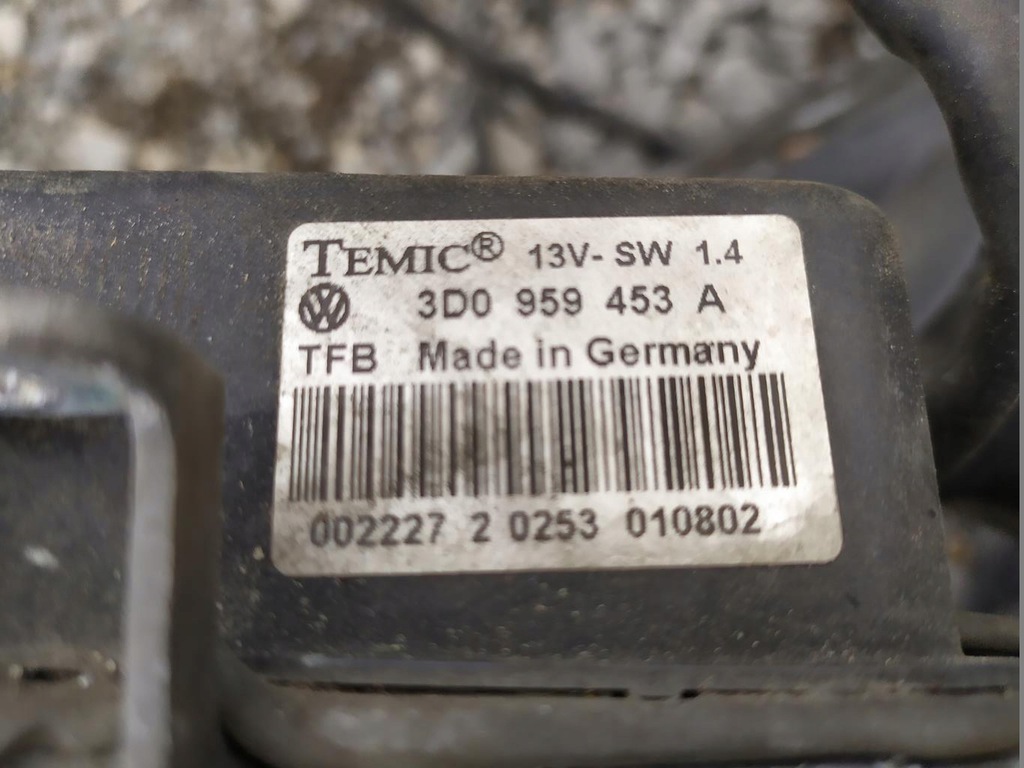 TEMIC® 13V- SW 1.4
3D0 959 453 A
TFB Made in Germany
002227 2 0253 010802